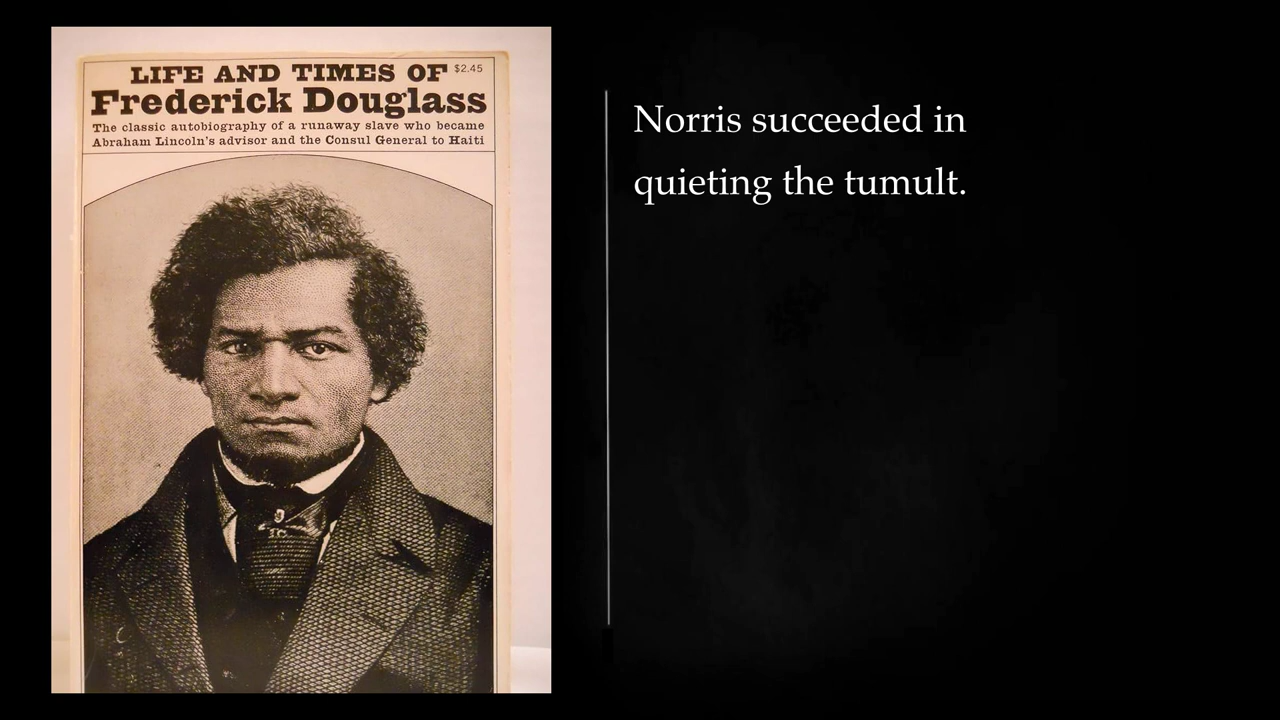 LIFE AND TIMES OF $2.45
Frederick Douglass
The classic autobiography of a runaway slave who became
Abraham Lincoln's advisor and the Consul General to Haiti
Norris succeeded in
quieting the tumult.